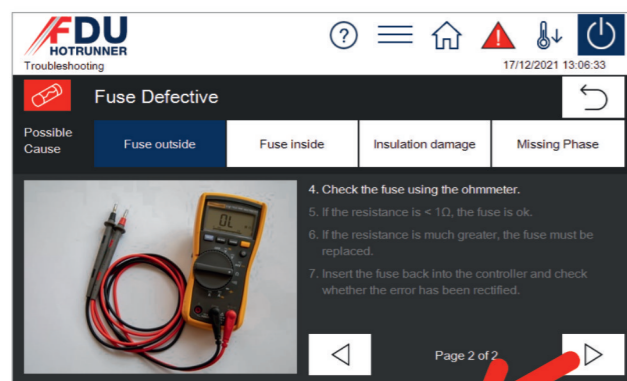 FDU
HOTRUNNER
?
Troubleshooting
17/12/2021 13:06:33
Fuse Defective
Possible
Cause
Fuse outside
Fuse inside
Insulation damage
Missing Phase
4. Check the fuse using the ohmmeter.
5. If the resistance is < 1Ω, the fuse is ok.
6. If the resistance is much greater, the fuse must be
replaced.
7. Insert the fuse back into the controller and check
whether the error has been rectified.
0L
Page 2 of 2